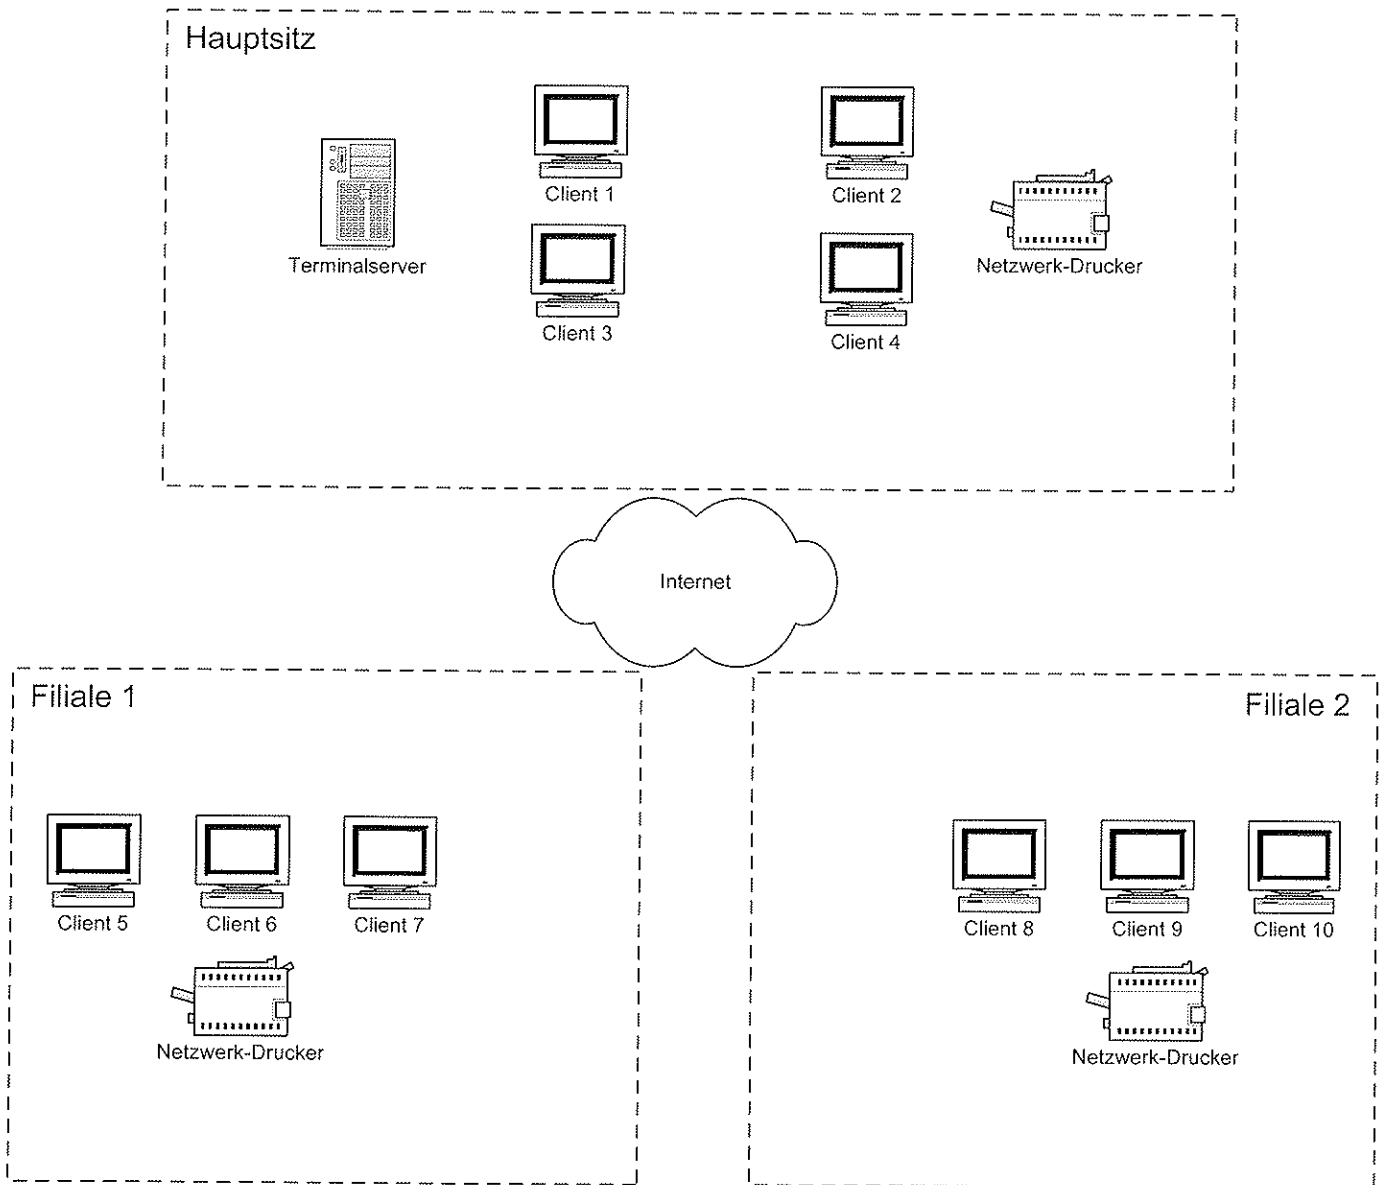 Hauptsitz
Client 1
Client 2
Terminalserver
Netzwerk-Drucker
Client 3
Client 4
Internet
Filiale 1
Filiale 2
Client 5
Client 6
Client 7
Client 8
Client 9
Client 10
Netzwerk-Drucker
Netzwerk-Drucker